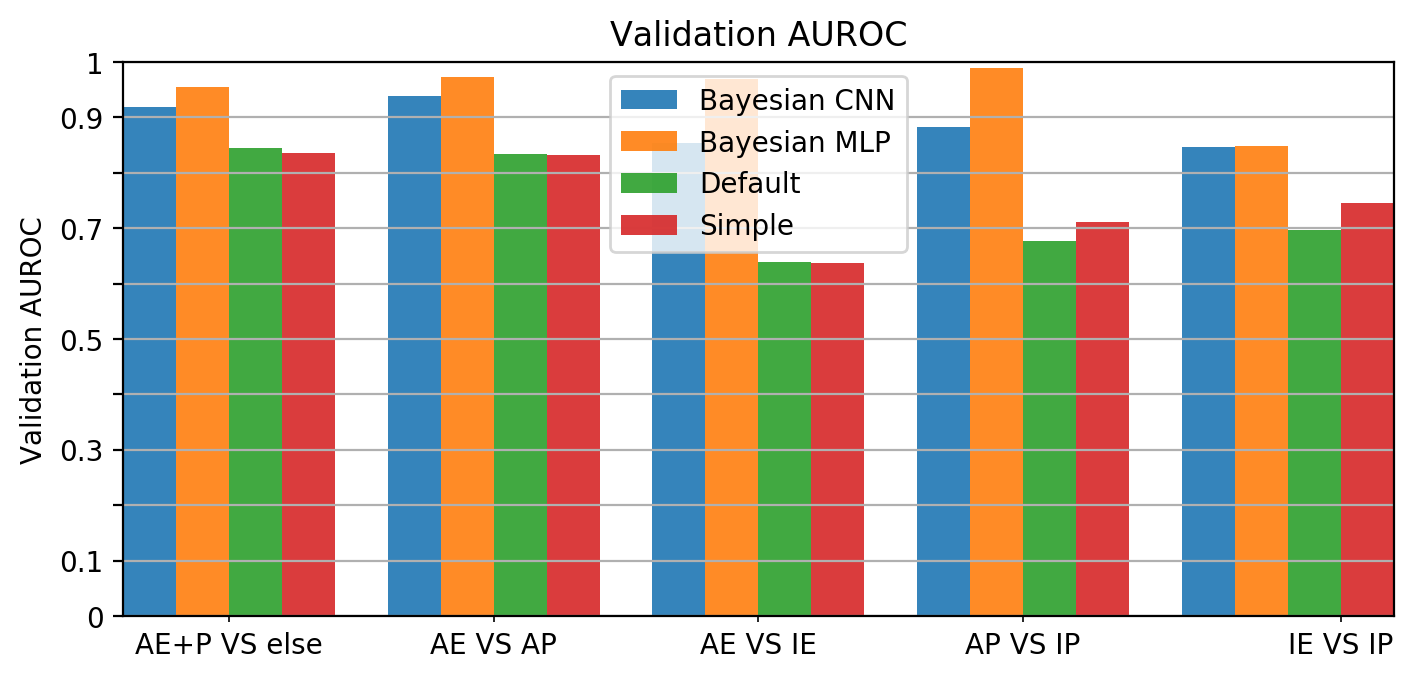 Validation AUROC
Validation AUROC
1
0.9
0.7
0.5
0.3
0.1
0
Bayesian CNN
Bayesian MLP
Default
Simple
AE+P VS else
AE VS AP
AE VS IE
AP VS IP
IE VS IP